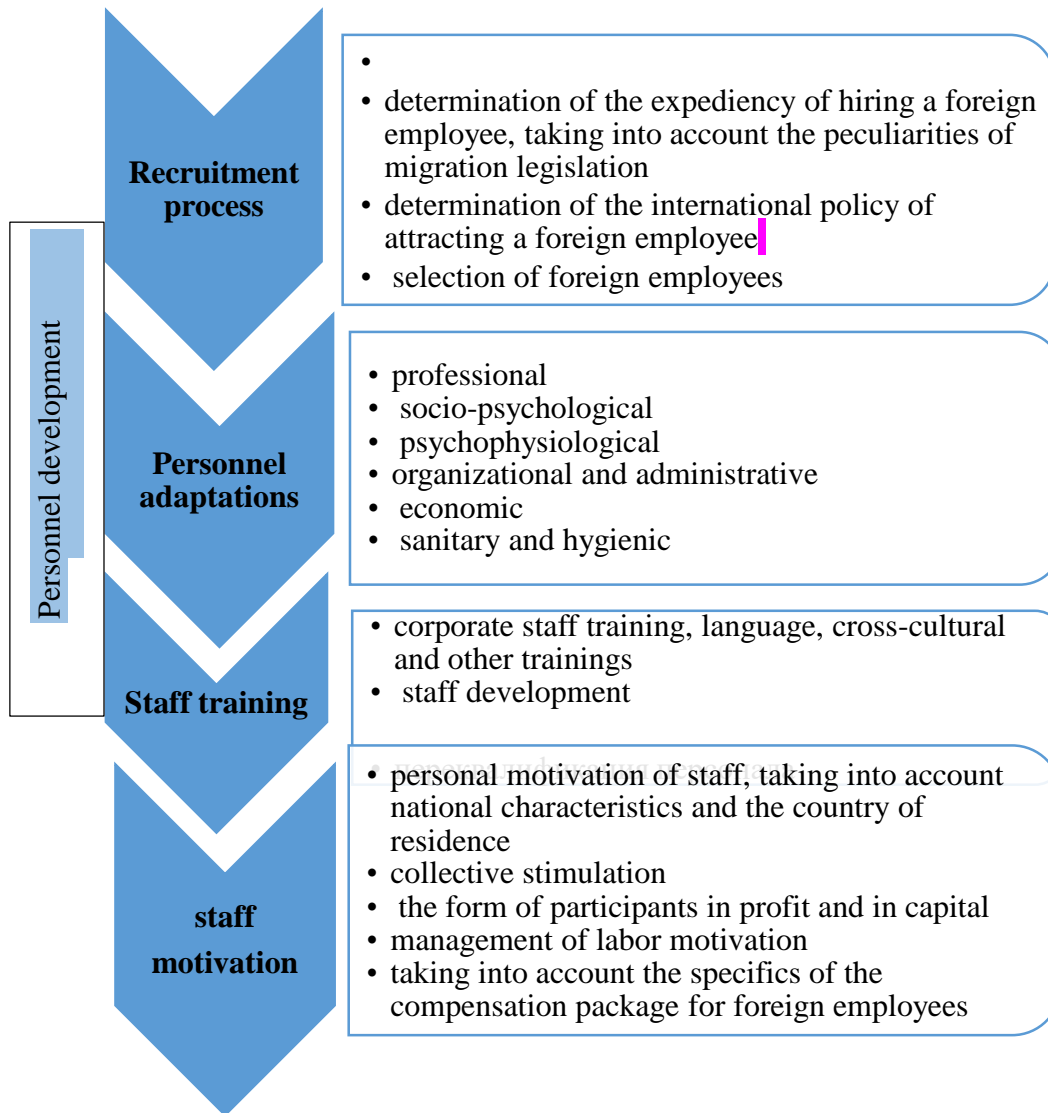 Personnel development
Recruitment
process
•
• determination of the expediency of hiring a foreign
employee, taking into account the peculiarities of
migration legislation
• determination of the international policy of
attracting a foreign employee
• selection of foreign employees
Personnel
adaptations
• professional
• socio-psychological
• psychophysiological
• organizational and administrative
• economic
• sanitary and hygienic
Staff training
• corporate staff training, language, cross-cultural
and other trainings
• staff development
staff
motivation
• personal motivation of staff, taking into account
national characteristics and the country of
residence
• collective stimulation
• the form of participants in profit and in capital
• management of labor motivation
• taking into account the specifics of the
compensation package for foreign employees